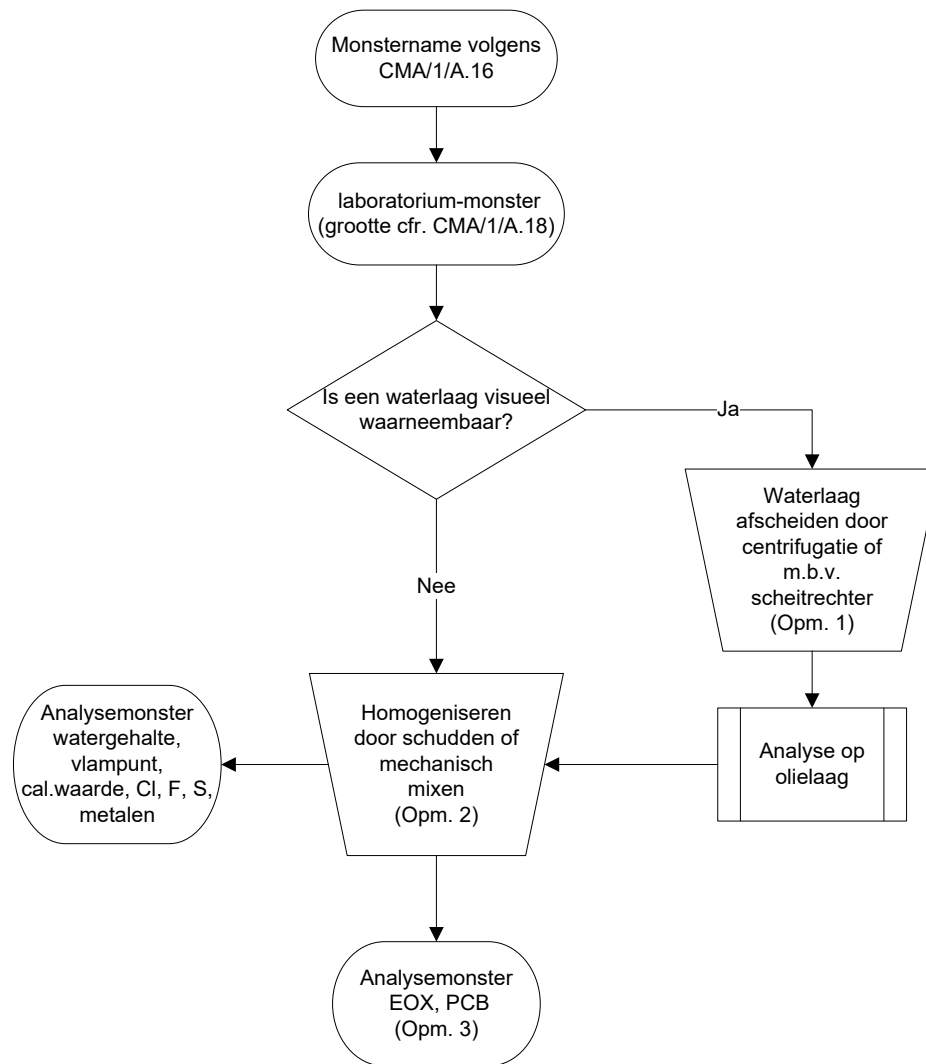 Monstername volgens
CMA/1/A.16
laboratorium-monster
(grootte cfr. CMA/1/A.18)
Is een waterlaag visueel
waarneembaar?
Ja
Waterlaag
afscheiden door
centrifugatie of
m.b.v.
scheitrechter
(Opm. 1)
Nee
Analysemonster
watergehalte,
vlampunt,
cal.waarde, Cl, F, S,
metalen
Homogeniseren
door schudden of
mechanisch
mixen
(Opm. 2)
Analyse op
olielaag
Analysemonster
EOX, PCB
(Opm. 3)